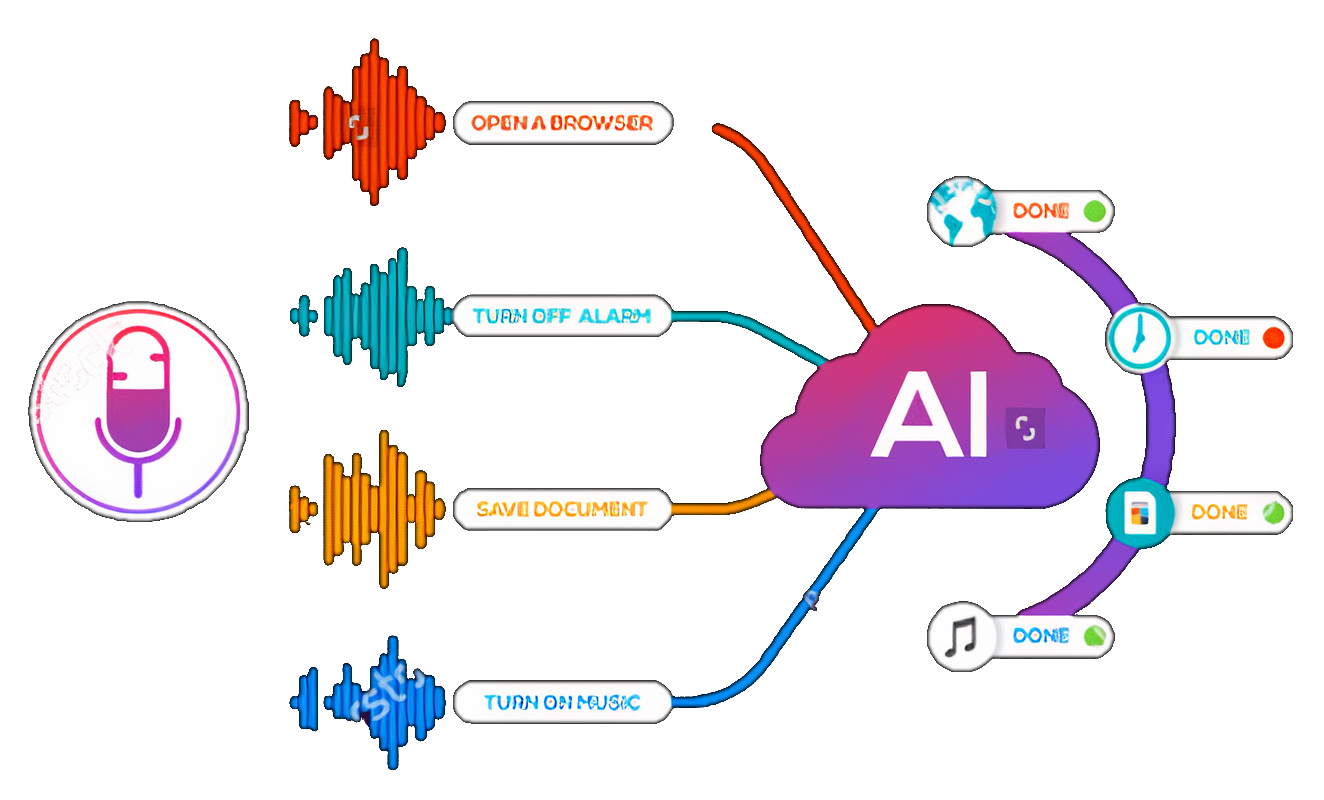 OPEN A BROWSER
TURN OFF ALARM
SAVE DOCUMENT
TURN ON MUSIC
AI
DONE
DONE
DONE
DONE